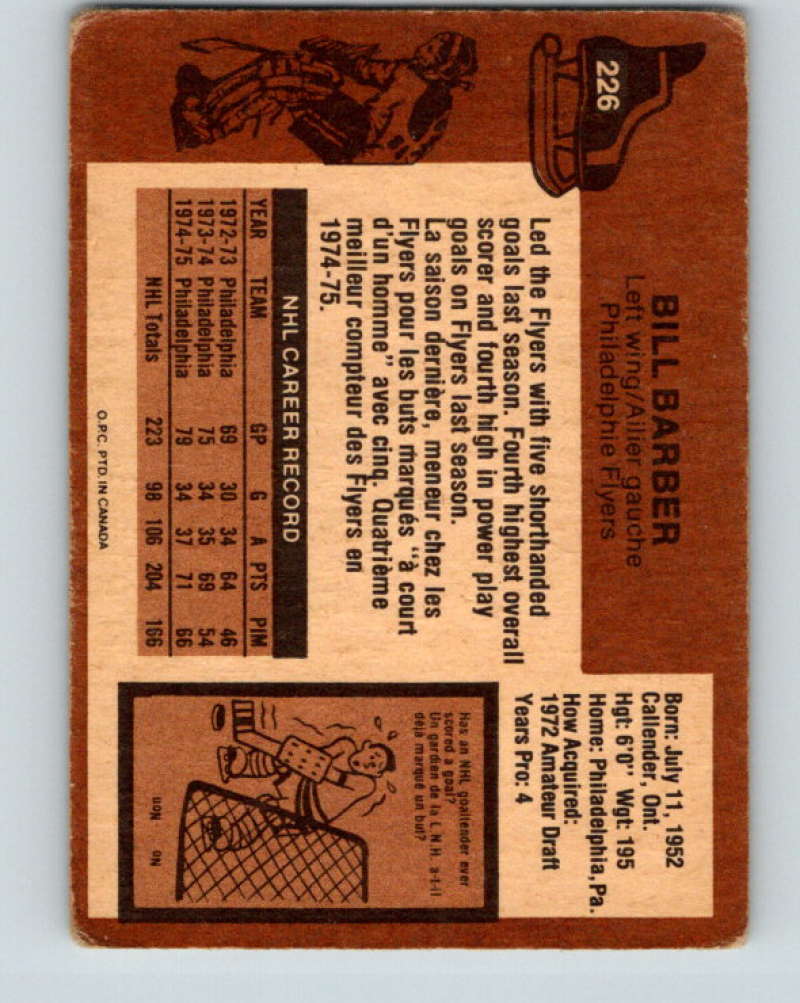 226
BILL BARBER
Left wing/Ailier gauche
Philadelphie Flyers
Born: July 11, 1952
Callender, Ont.
Hgt: 6'0" Wgt: 195
Home: Philadelphia, Pa.
How Acquired:
1972 Amateur Draft
Years Pro: 4
Led the Flyers with five shorthanded
goals last season. Fourth highest overall
scorer and fourth high in power play
goals on Flyers last season.
La saison dernière, meneur chez les
Flyers pour les buts marqués "à court
d'un homme" avec cinq. Quatrième
meilleur compteur des Flyers en
1974-75.
NHL CAREER RECORD
YEAR TEAM GP G A PTS PIM
1972-73 Philadelphia 69 30 34 64 46
1973-74 Philadelphia 75 34 35 69 54
1974-75 Philadelphia 79 34 37 71 66
NHL Totals 223 98 106 204 166
Has an NHL goaltender ever
scored a goal?
Un gardien de la L.N.H. a-t-il
déjà marqué un but?
NO
NON
O.P.C. PTD. IN CANADA